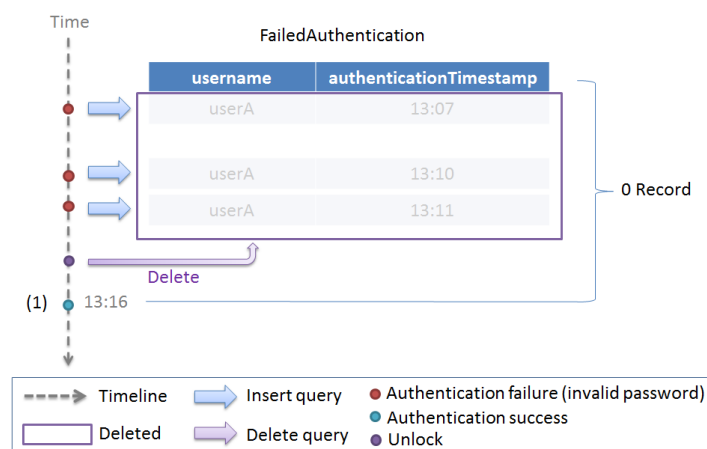 Time
FailedAuthentication
username authenticationTimestamp
userA 13:07
userA 13:10
userA 13:11
0 Record
Delete
(1) 13:16
Timeline Insert query Authentication failure (invalid password)
Authentication success
Deleted Delete query Unlock